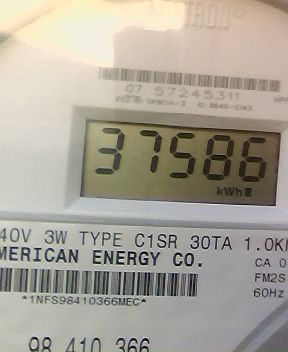 TRON
07 57245311
37586
kWh
40V 3W TYPE C1SR 30TA 1.0K
MERICAN ENERGY CO.
CA 0
FM2S
60Hz
*1NFS98410366MEC*
98 410 366